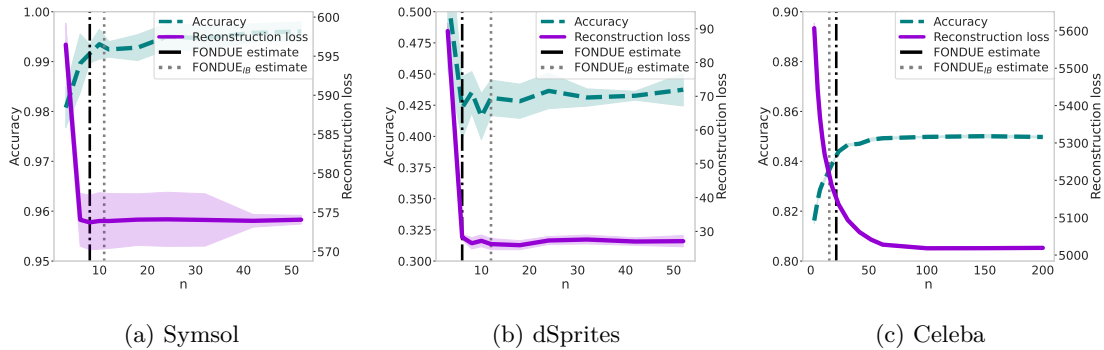 1.00
0.99
0.98
0.97
0.96
0.95
Accuracy
10
20
30
40
50
n
600
595
590
585
580
575
570
Reconstruction loss
Accuracy
Reconstruction loss
FONDUE estimate
FONDUE_IB estimate
(a) Symsol
0.500
0.475
0.450
0.425
0.400
0.375
0.350
0.325
0.300
Accuracy
10
20
30
40
50
n
90
80
70
60
50
40
30
Reconstruction loss
Accuracy
Reconstruction loss
FONDUE estimate
FONDUE_IB estimate
(b) dSprites
0.90
0.88
0.86
0.84
0.82
0.80
Accuracy
0
50
100
150
200
n
5600
5500
5400
5300
5200
5100
5000
Reconstruction loss
Accuracy
Reconstruction loss
FONDUE estimate
FONDUE_IB estimate
(c) Celeba